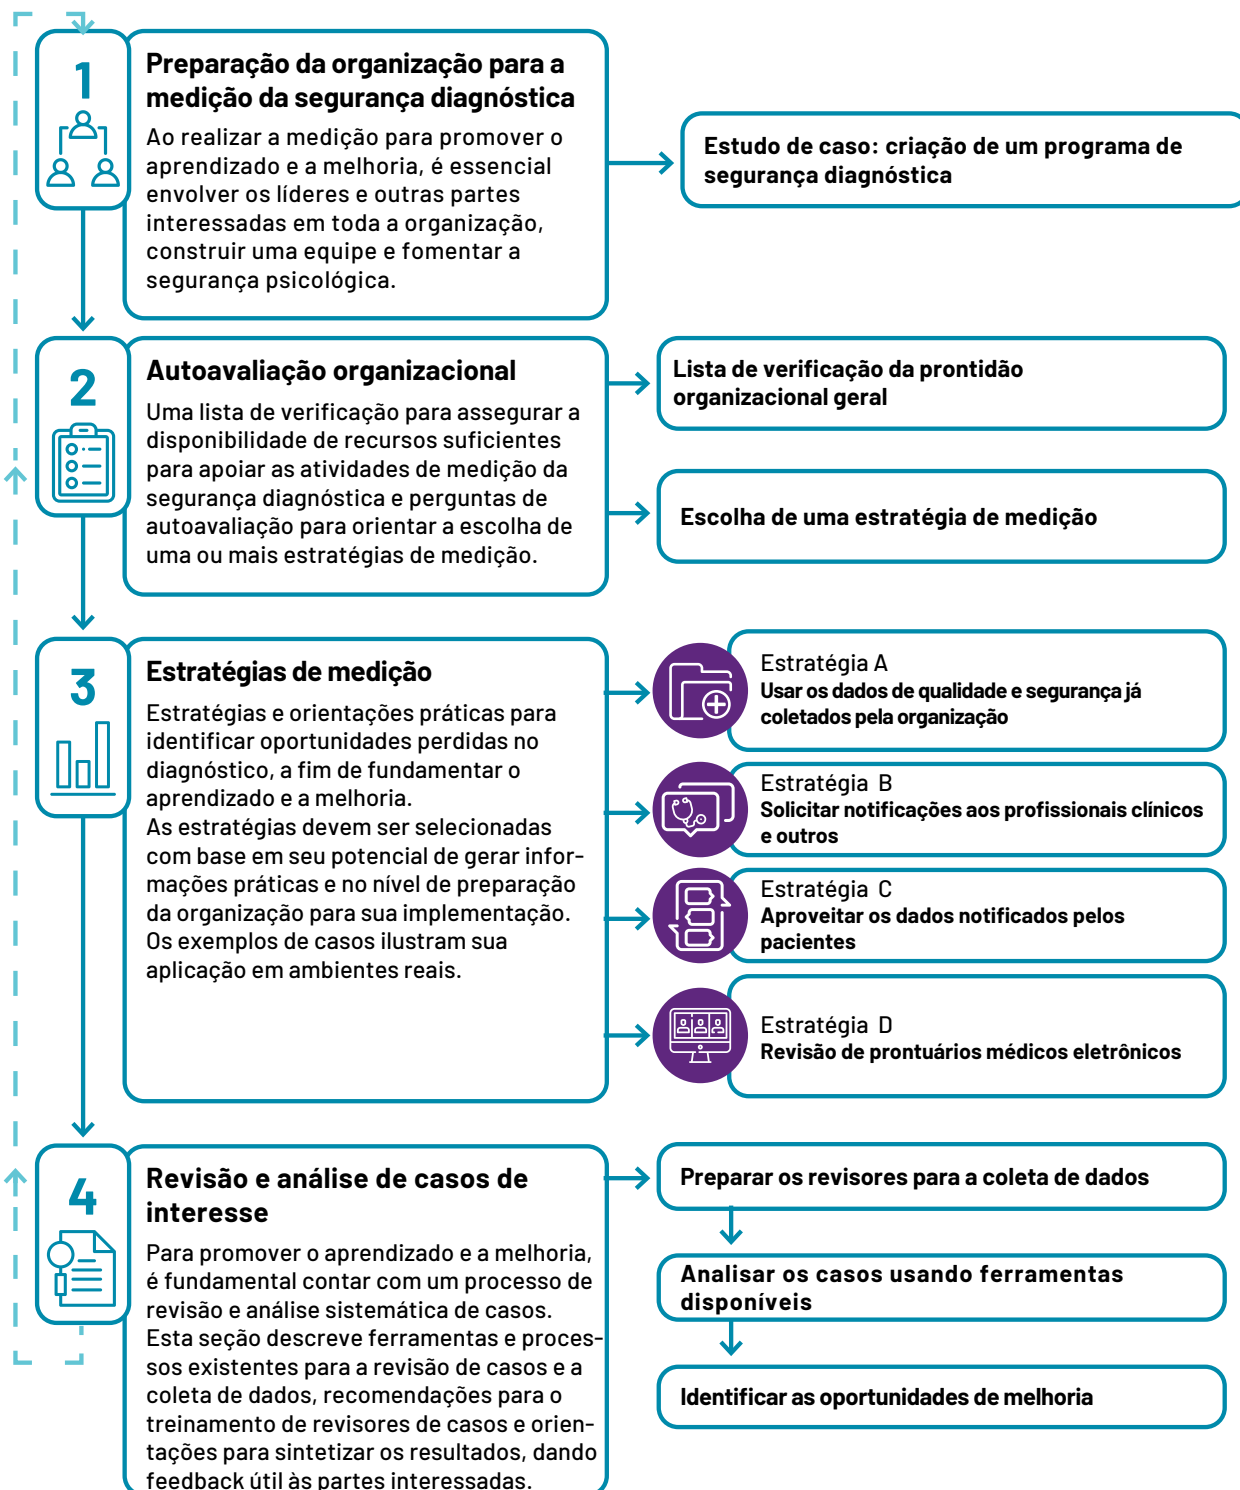 1
Preparação da organização para a
medição da segurança diagnóstica
Ao realizar a medição para promover o
aprendizado e a melhoria, é essencial
envolver os líderes e outras partes
interessadas em toda a organização,
construir uma equipe e fomentar a
segurança psicológica.
Estudo de caso: criação de um programa de
segurança diagnóstica
2
Autoavaliação organizacional
Uma lista de verificação para assegurar a
disponibilidade de recursos suficientes
para apoiar as atividades de medição da
segurança diagnóstica e perguntas de
autoavaliação para orientar a escolha de
uma ou mais estratégias de medição.
Lista de verificação da prontidão
organizacional geral
Escolha de uma estratégia de medição
3
Estratégias de medição
Estratégias e orientações práticas para
identificar oportunidades perdidas no
diagnóstico, a fim de fundamentar o
aprendizado e a melhoria.
As estratégias devem ser selecionadas
com base em seu potencial de gerar infor-
mações práticas e no nível de preparação
da organização para sua implementação.
Os exemplos de casos ilustram sua
aplicação em ambientes reais.
Estratégia A
Usar os dados de qualidade e segurança já
coletados pela organização
Estratégia B
Solicitar notificações aos profissionais clínicos
e outros
Estratégia C
Aproveitar os dados notificados pelos
pacientes
Estratégia D
Revisão de prontuários médicos eletrônicos
4
Revisão e análise de casos de
interesse
Para promover o aprendizado e a melhoria,
é fundamental contar com um processo de
revisão e análise sistemática de casos.
Esta seção descreve ferramentas e proces-
sos existentes para a revisão de casos e a
coleta de dados, recomendações para o
treinamento de revisores de casos e orien-
tações para sintetizar os resultados, dando
feedback útil às partes interessadas.
Preparar os revisores para a coleta de dados
Analisar os casos usando ferramentas
disponíveis
Identificar as oportunidades de melhoria